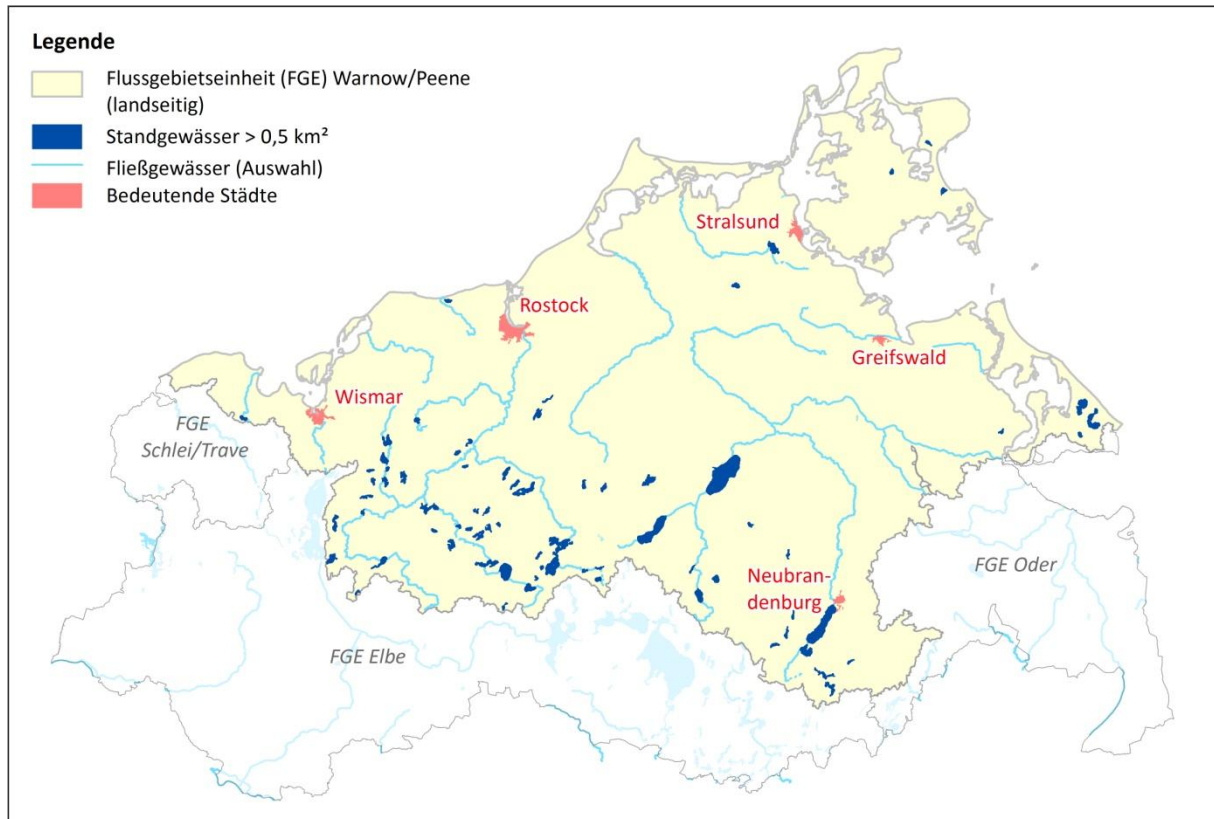 Legende
Flussgebietseinheit (FGE) Warnow/Peene
(landseitig)
Standgewässer > 0,5 km²
Fließgewässer (Auswahl)
Bedeutende Städte
Stralsund
Rostock
Greifswald
Wismar
FGE
Schlei/Trave
Neubran-
denburg
FGE Oder
FGE Elbe